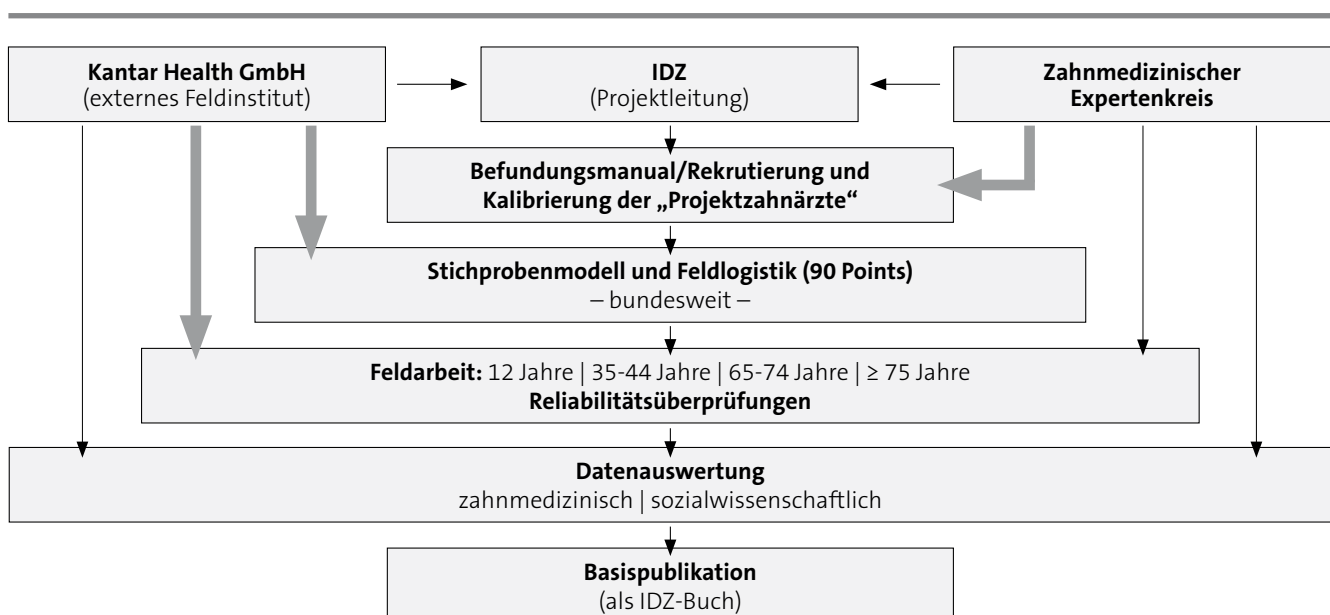 Kantar Health GmbH
(externes Feldinstitut)
IDZ
(Projektleitung)
Zahnmedizinischer
Expertenkreis
Befundungsmanual/Rekrutierung und
Kalibrierung der „Projektzahnärzte“
Stichprobenmodell und Feldlogistik (90 Points)
– bundesweit –
Feldarbeit: 12 Jahre | 35-44 Jahre | 65-74 Jahre | ≥ 75 Jahre
Reliabilitätsüberprüfungen
Datenauswertung
zahnmedizinisch | sozialwissenschaftlich
Basispublikation
(als IDZ-Buch)